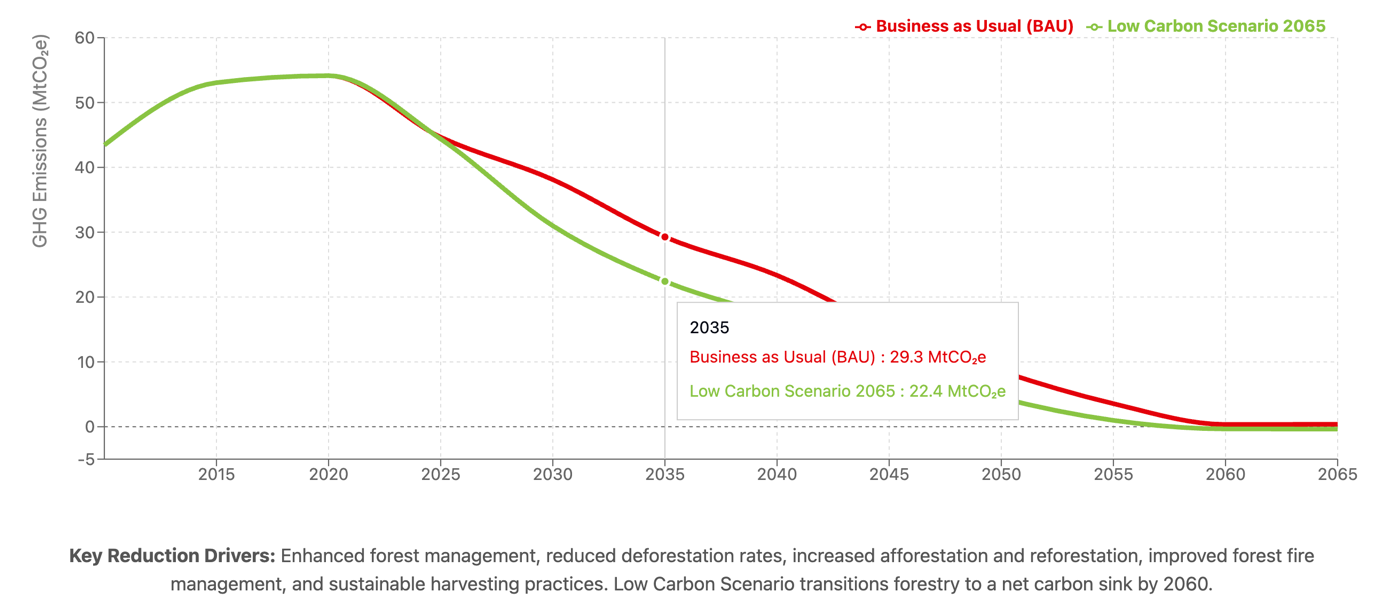 Business as Usual (BAU) Low Carbon Scenario 2065
GHG Emissions (MtCO₂e)
60
50
40
30
20
10
0
-5
2035
Business as Usual (BAU) : 29.3 MtCO₂e
Low Carbon Scenario 2065 : 22.4 MtCO₂e
2015 2020 2025 2030 2035 2040 2045 2050 2055 2060 2065
Key Reduction Drivers: Enhanced forest management, reduced deforestation rates, increased afforestation and reforestation, improved forest fire
management, and sustainable harvesting practices. Low Carbon Scenario transitions forestry to a net carbon sink by 2060.